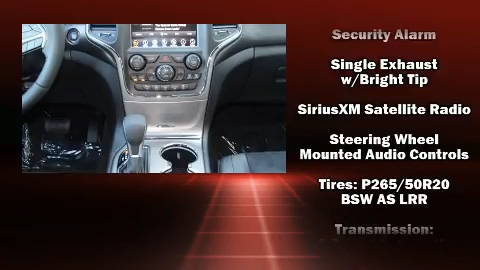 Security Alarm
Single Exhaust
w/Bright Tip
SiriusXM Satellite Radio
Steering Wheel
Mounted Audio Controls
Tires: P265/50R20
BSW AS LRR
Transmission: